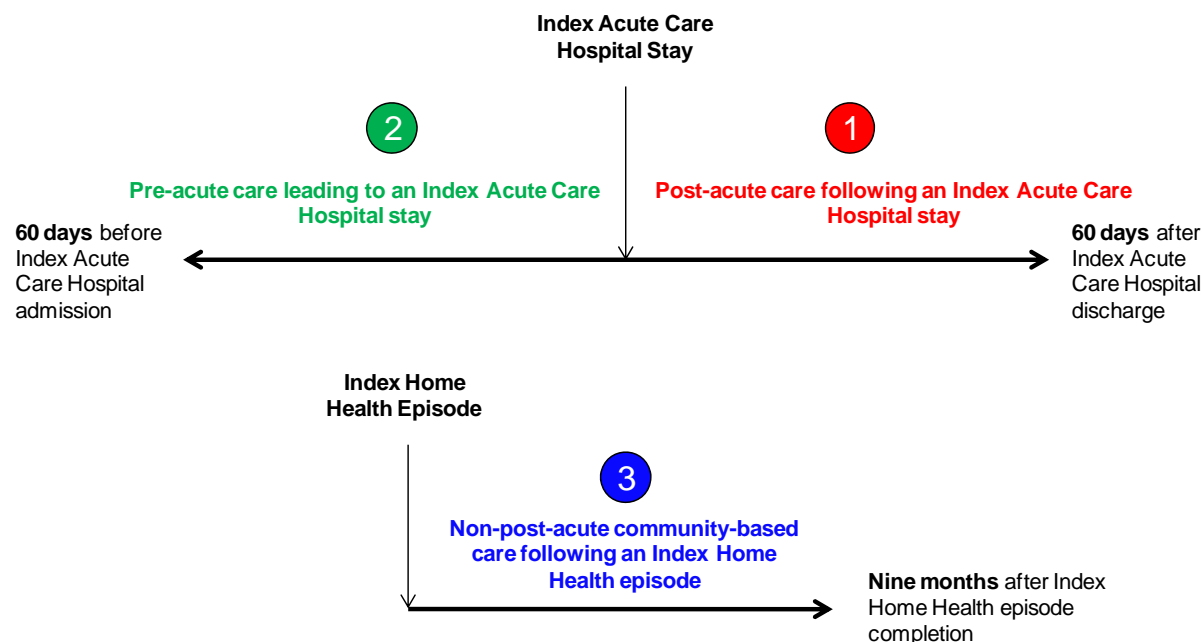 Index Acute Care
Hospital Stay
2
1
Pre-acute care leading to an Index Acute Care
Hospital stay
Post-acute care following an Index Acute Care
Hospital stay
60 days before
Index Acute
Care Hospital
admission
60 days after
Index Acute
Care Hospital
discharge
Index Home
Health Episode
3
Non-post-acute community-based
care following an Index Home
Health episode
Nine months after Index
Home Health episode
completion